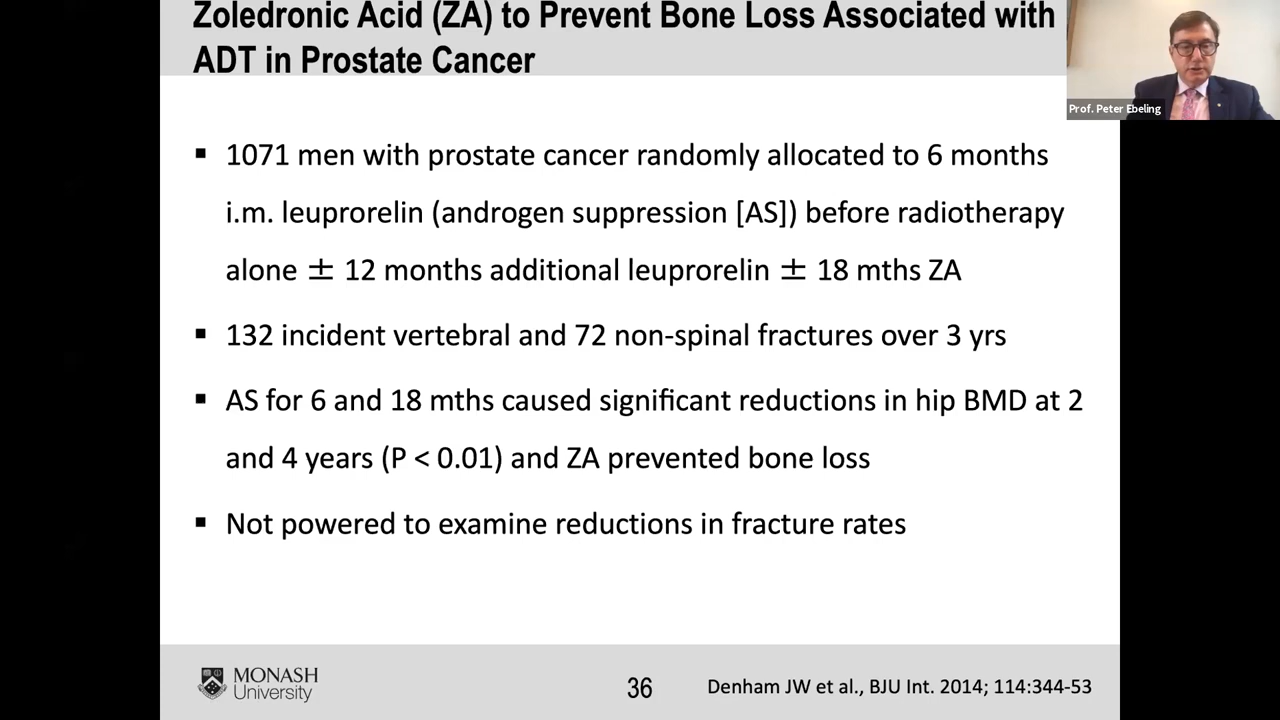 Zoledronic Acid (ZA) to Prevent Bone Loss Associated with
ADT in Prostate Cancer
Prof. Peter Ebeling
▪ 1071 men with prostate cancer randomly allocated to 6 months
i.m. leuprorelin (androgen suppression [AS]) before radiotherapy
alone ± 12 months additional leuprorelin ± 18 mths ZA
▪ 132 incident vertebral and 72 non-spinal fractures over 3 yrs
▪ AS for 6 and 18 mths caused significant reductions in hip BMD at 2
and 4 years (P < 0.01) and ZA prevented bone loss
▪ Not powered to examine reductions in fracture rates
MONASH
University
36
Denham JW et al., BJU Int. 2014; 114:344-53